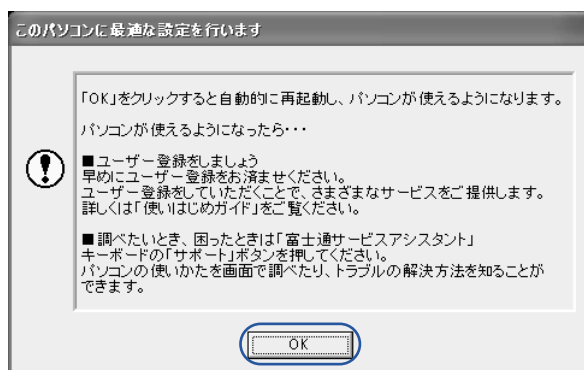 このパソコンに最適な設定を行います
「OK」をクリックすると自動的に再起動し、パソコンが使えるようになります。
パソコンが使えるようになったら・・・
■ユーザー登録をしましょう
早めにユーザー登録をお済ませください。
ユーザー登録をしていただくことで、さまざまなサービスをご提供します。
詳しくは「使いはじめガイド」をご覧ください。
■調べたいとき、困ったときは「富士通サービスアシスタント」
キーボードの「サポート」ボタンを押してください。
パソコンの使いかたを画面で調べたり、トラブルの解決方法を知ることが
できます。
OK